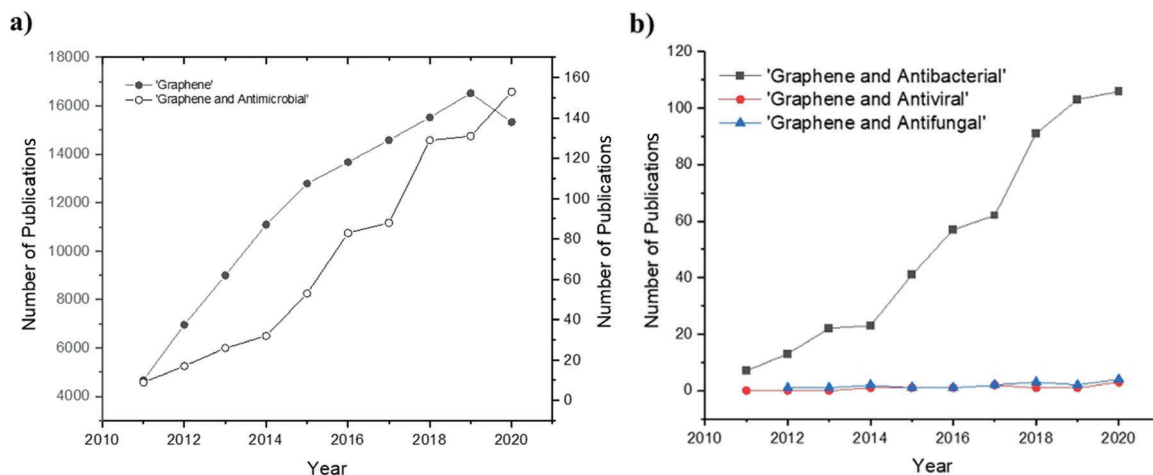 a)
18000
16000
14000
12000
10000
8000
6000
4000
Number of Publications
'Graphene'
'Graphene and Antimicrobial'
160
140
120
100
80
60
40
20
0
Number of Publications
2010 2012 2014 2016 2018 2020
Year
b)
120
100
80
60
40
20
0
Number of Publications
'Graphene and Antibacterial'
'Graphene and Antiviral'
'Graphene and Antifungal'
2010 2012 2014 2016 2018 2020
Year